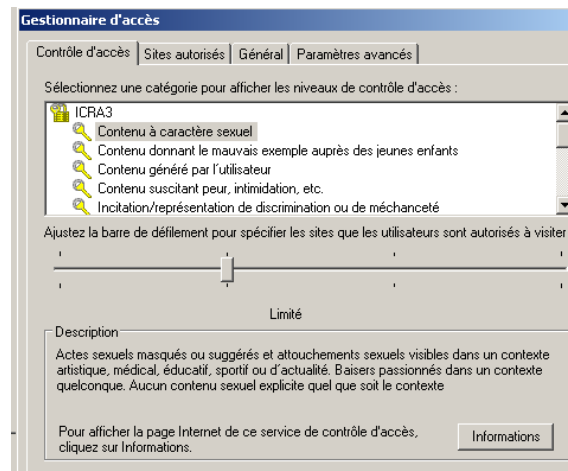 Gestionnaire d'accès
Contrôle d'accès
Sites autorisés
Général
Paramètres avancés
Sélectionnez une catégorie pour afficher les niveaux de contrôle d'accès :
ICRA3
Contenu à caractère sexuel
Contenu donnant le mauvais exemple auprès des jeunes enfants
Contenu généré par l´utilisateur
Contenu suscitant peur, intimidation, etc.
Incitation/représentation de discrimination ou de méchanceté
Ajustez la barre de défilement pour spécifier les sites que les utilisateurs sont autorisés à visiter
Limité
Description
Actes sexuels masqués ou suggérés et attouchements sexuels visibles dans un contexte
artistique, médical, éducatif, sportif ou d´actualité. Baisers passionnés dans un contexte
quelconque. Aucun contenu sexuel explicite quel que soit le contexte
Pour afficher la page Internet de ce service de contrôle d'accès,
cliquez sur Informations.
Informations